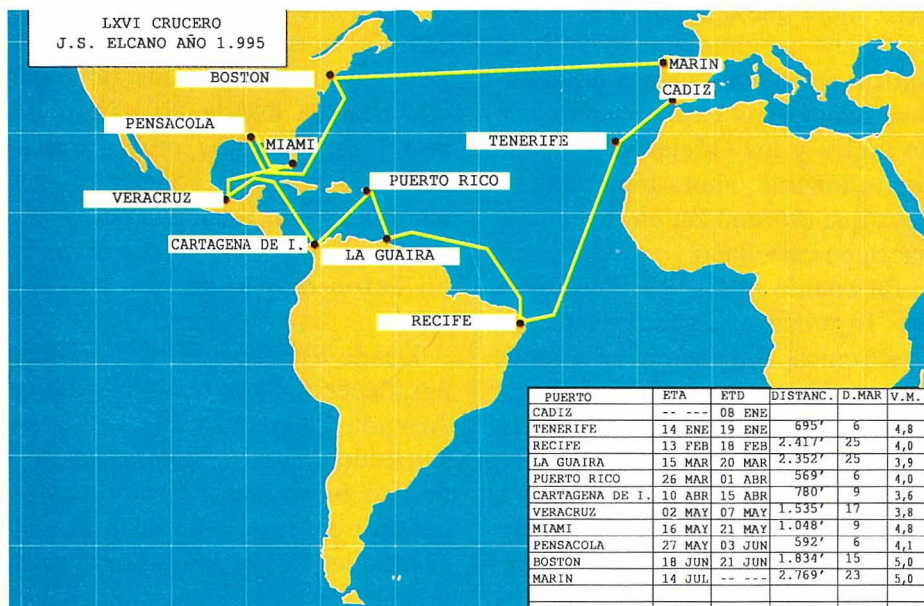 LXVI CRUCERO
J.S. ELCANO AÑO 1.995
MARIN
BOSTON
CADIZ
PENSACOLA
MIAMI
TENERIFE
PUERTO RICO
VERACRUZ
CARTAGENA DE I.
LA GUAIRA
RECIFE
PUERTO ETA ETD DISTANC. D.MAR V.M.
CADIZ -- --- 08 ENE
TENERIFE 14 ENE 19 ENE 695' 6 4,8
RECIFE 13 FEB 18 FEB 2.417' 25 4,0
LA GUAIRA 15 MAR 20 MAR 2.352' 25 3,9
PUERTO RICO 26 MAR 01 ABR 569' 6 4,0
CARTAGENA DE I. 10 ABR 15 ABR 780' 9 3,6
VERACRUZ 02 MAY 07 MAY 1.535' 17 3,8
MIAMI 16 MAY 21 MAY 1.048' 9 4,8
PENSACOLA 27 MAY 03 JUN 592' 6 4,1
BOSTON 18 JUN 21 JUN 1.834' 15 5,0
MARIN 14 JUL -- --- 2.769' 23 5,0